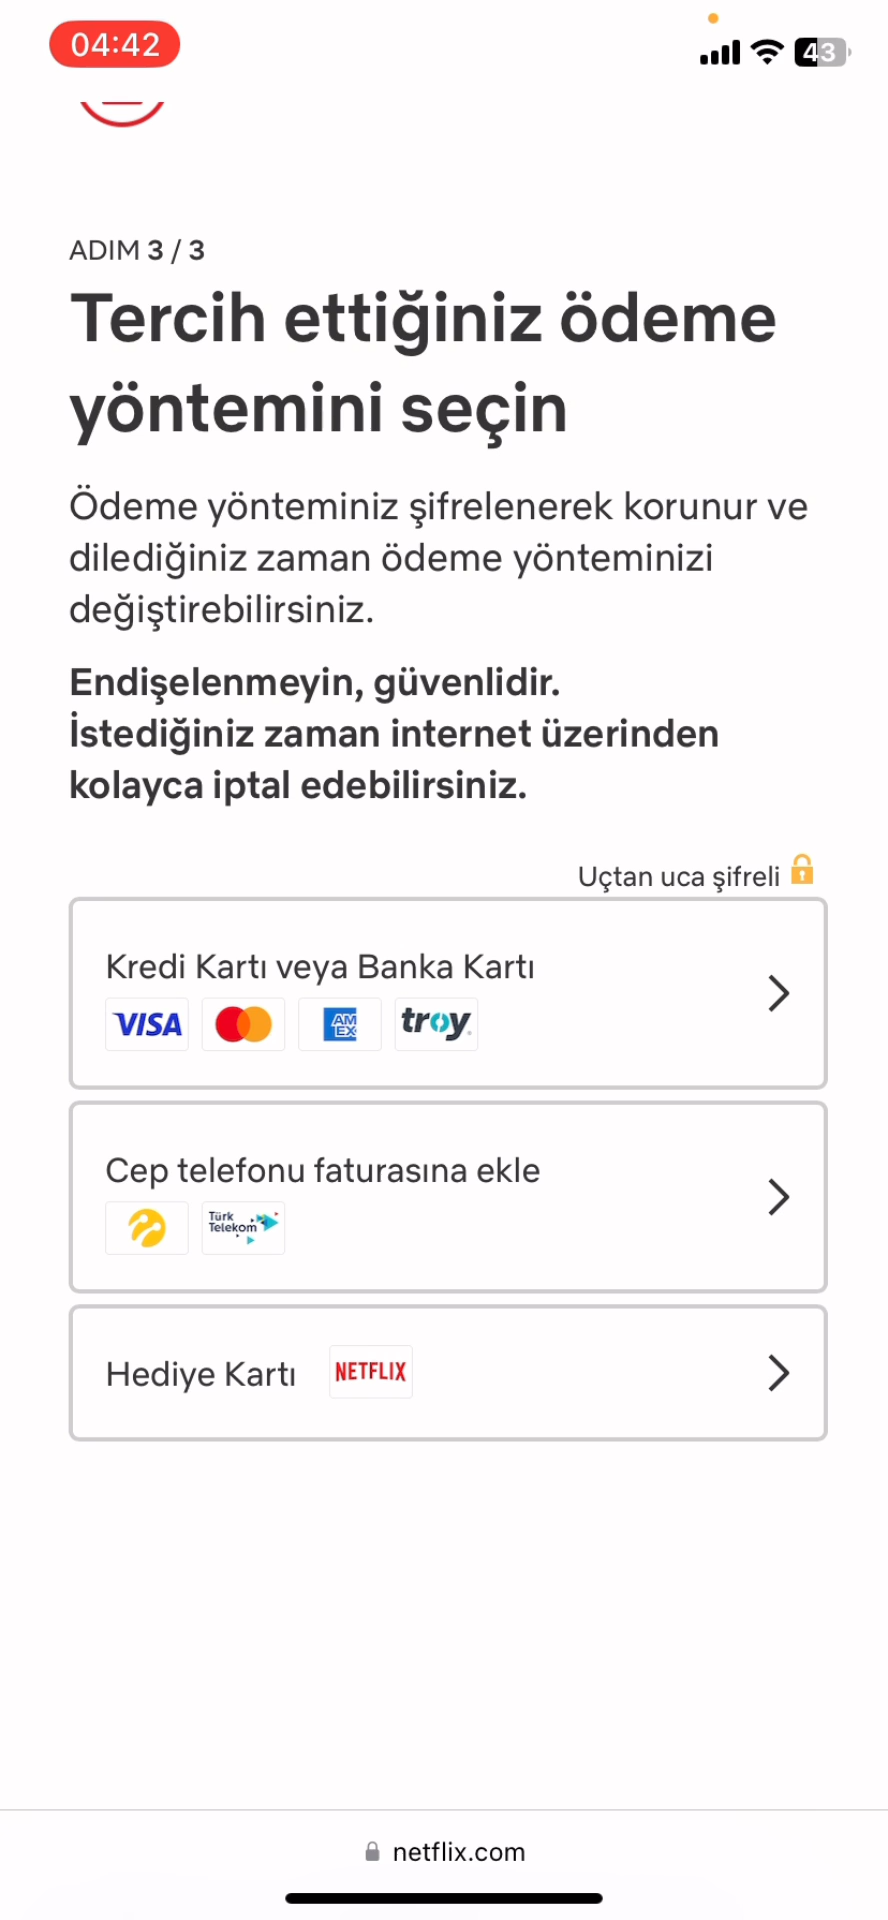 04:42
43
ADIM 3 / 3
Tercih ettiğiniz ödeme
yöntemini seçin
Ödeme yönteminiz şifrelenerek korunur ve
dilediğiniz zaman ödeme yönteminizi
değiştirebilirsiniz.
Endişelenmeyin, güvenlidir.
İstediğiniz zaman internet üzerinden
kolayca iptal edebilirsiniz.
Uçtan uca şifreli
Kredi Kartı veya Banka Kartı
VISA AM EX troy
Cep telefonu faturasına ekle
Türk
Telekom
Hediye Kartı NETFLIX
netflix.com